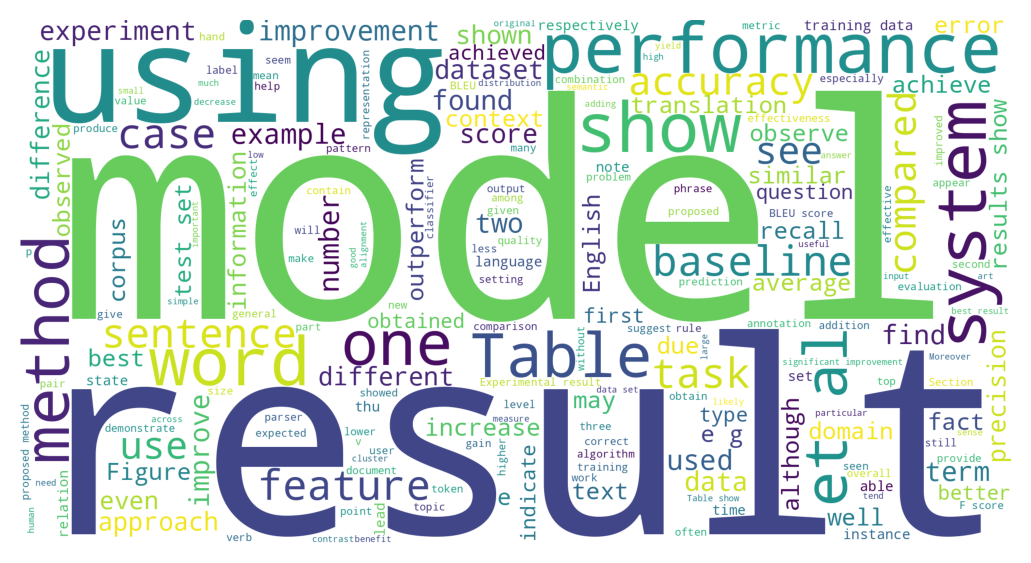 original
hand
experiment
improvement
shown
respectively
metric
training data
error
using
performance
seem
high
yield
much
label
mean
help
achieved
dataset
BLEU
distribution
semantic
combination
accuracy
especially
achieve
difference
small
value
decrease
representation
found
context
translation
adding
effectiveness
case
example
score
show
observe
compared
system
improved
results show
produce
pattern
many
number
observed
low
effect
outperform
classifier
note
problem
see
similar
answer
question
appear
model
corpus
test set
important
information
contain
will
make
good
alignment
output
among
given
two
quality
less
language
setting
English
phrase
proposed
BLEU score
useful
recall
baseline
prediction
average
effective
input
second
art
evaluation
best result
method
give
simple
general
new
part
obtained
comparison
first
suggest
rule
without
large
annotation
addition
find
sentence
word
one
Table
due
task
significant improvement
et al
Moreover
best
state
different
Experimental result
data set
may
set
top
likely
Section
precision
result
pair
size
across
demonstrate
showed
thu
level
measure
obtain
particular
fact
use
improve
parser
expected
lower
v
increase
gain
higher
three
type
e g
although
domain
still
sense
proposed method
need
Figure
user
cluster
feature
correct
algorithm
training
work
used
data
seen
overall
able
tend
term
provide
better
F score
human
relation
even
approach
document
point
lead
token
topic
e
indicate
text
Table show
time
often
well
instance
verb
contrast
benefit
p